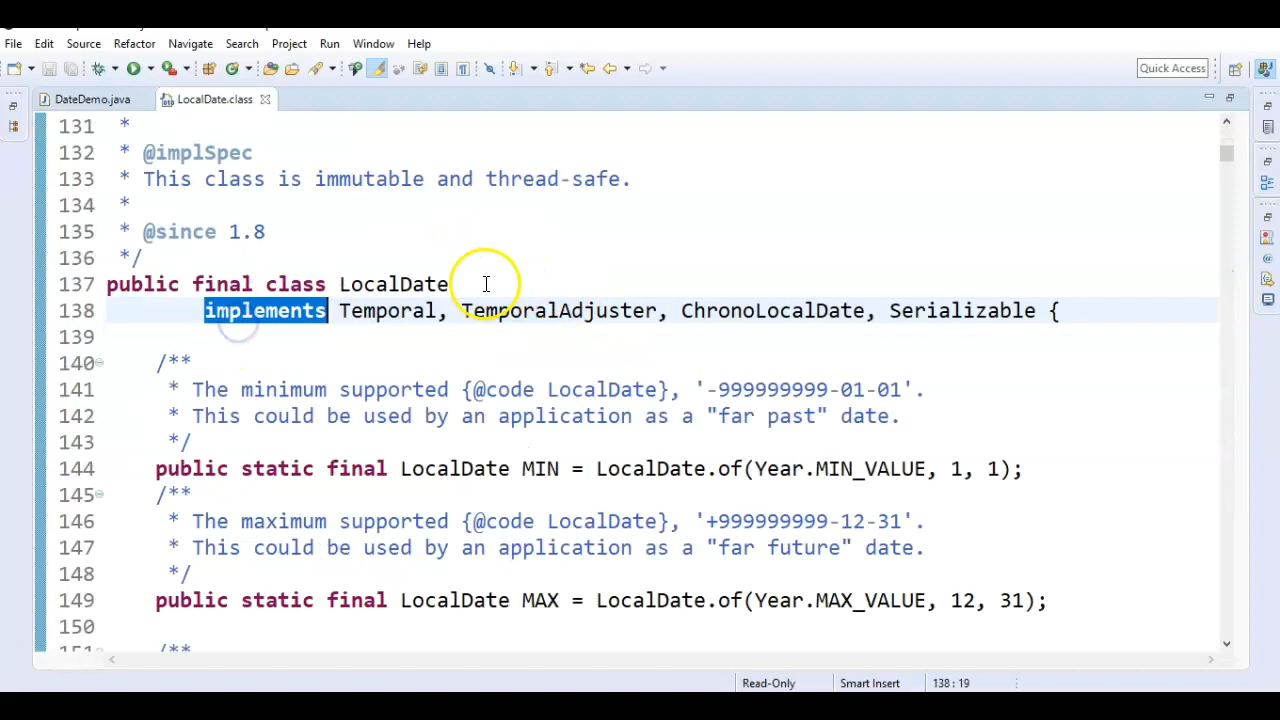 File Edit Source Refactor Navigate Search Project Run Window Help
Quick Access
DateDemo.java LocalDate.class
131 *
132 * @implSpec
133 * This class is immutable and thread-safe.
134 *
135 * @since 1.8
136 */
137 public final class LocalDate
138 implements Temporal, TemporalAdjuster, ChronoLocalDate, Serializable {
139
140 /**
141 * The minimum supported {@code LocalDate}, '-999999999-01-01'.
142 * This could be used by an application as a "far past" date.
143 */
144 public static final LocalDate MIN = LocalDate.of(Year.MIN_VALUE, 1, 1);
145 /**
146 * The maximum supported {@code LocalDate}, '+999999999-12-31'.
147 * This could be used by an application as a "far future" date.
148 */
149 public static final LocalDate MAX = LocalDate.of(Year.MAX_VALUE, 12, 31);
150
151 /**
Read-Only Smart Insert 138 : 19